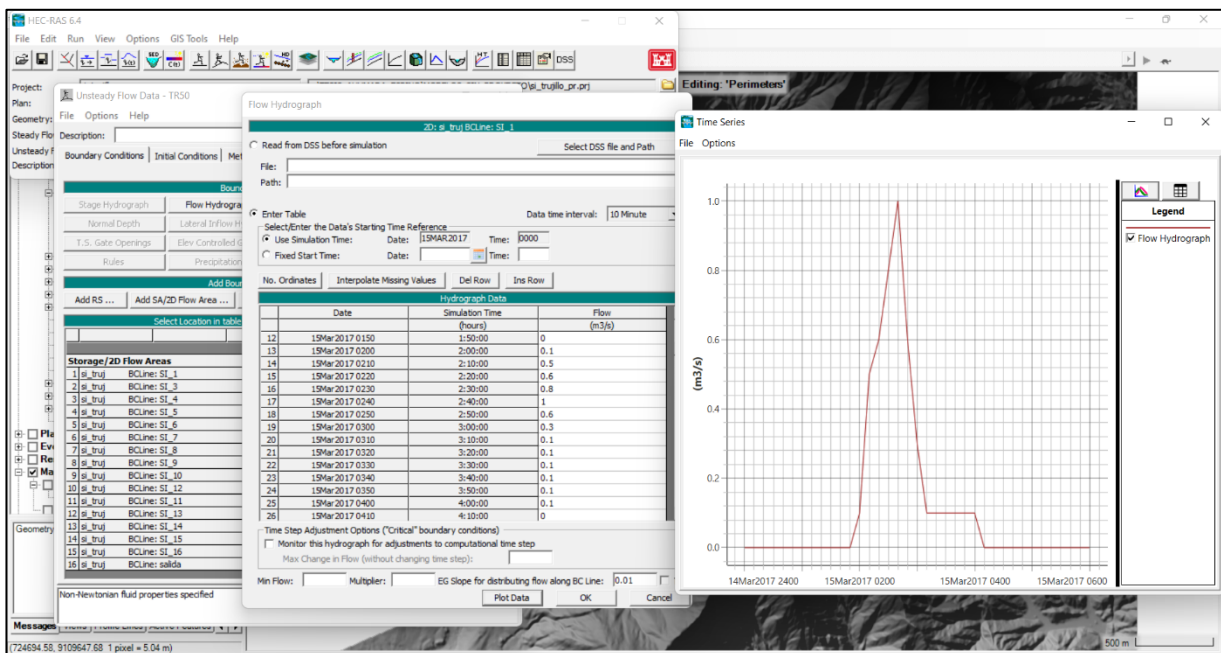 HEC-RAS 6.4
File Edit Run View Options GIS Tools Help
DSS
Project:
O\si_trujillo_pr.prj
Plan:
Geometry:
Steady Flo
Unsteady F
Description
Editing: 'Perimeters'
Unsteady Flow Data - TR50
File Options Help
Description:
Boundary Conditions Initial Conditions Met
Boun
Stage Hydrograph Flow Hydrogra
Normal Depth Lateral Inflow H
T.S. Gate Openings Elev Controlled G
Rules Precipitation
Add Bou
Add RS ... Add SA/2D Flow Area ...
Select Location in table
Storage/2D Flow Areas
1 si_truj BCLine: SI_1
2 si_truj BCLine: SI_3
3 si_truj BCLine: SI_4
4 si_truj BCLine: SI_5
5 si_truj BCLine: SI_6
6 si_truj BCLine: SI_7
7 si_truj BCLine: SI_8
8 si_truj BCLine: SI_9
9 si_truj BCLine: SI_10
10 si_truj BCLine: SI_12
11 si_truj BCLine: SI_11
12 si_truj BCLine: SI_13
13 si_truj BCLine: SI_14
14 si_truj BCLine: SI_15
15 si_truj BCLine: SI_16
16 si_truj BCLine: salida
Non-Newtonian fluid properties specified
Pla
Eve
Re
Ma
Geometry
Messages Views Profile Lines Active Features
(724694.58, 9109647.68 1 pixel = 5.04 m)
Flow Hydrograph
2D: si_truj BCLine: SI_1
Read from DSS before simulation Select DSS file and Path
File:
Path:
Enter Table Data time interval: 10 Minute
Select/Enter the Data's Starting Time Reference
Use Simulation Time: Date: 15MAR2017 Time: 0000
Fixed Start Time: Date: Time:
No. Ordinates Interpolate Missing Values Del Row Ins Row
Hydrograph Data
Date Simulation Time Flow
(hours) (m3/s)
12 15Mar2017 0150 1:50:00 0
13 15Mar2017 0200 2:00:00 0.1
14 15Mar2017 0210 2:10:00 0.5
15 15Mar2017 0220 2:20:00 0.6
16 15Mar2017 0230 2:30:00 0.8
17 15Mar2017 0240 2:40:00 1
18 15Mar2017 0250 2:50:00 0.6
19 15Mar2017 0300 3:00:00 0.3
20 15Mar2017 0310 3:10:00 0.1
21 15Mar2017 0320 3:20:00 0.1
22 15Mar2017 0330 3:30:00 0.1
23 15Mar2017 0340 3:40:00 0.1
24 15Mar2017 0350 3:50:00 0.1
25 15Mar2017 0400 4:00:00 0.1
26 15Mar2017 0410 4:10:00 0
Time Step Adjustment Options ("Critical" boundary conditions)
Monitor this hydrograph for adjustments to computational time step
Max Change in Flow (without changing time step):
Min Flow: Multiplier: EG Slope for distributing flow along BC Line: 0.01
Plot Data OK Cancel
Time Series
File Options
Legend
Flow Hydrograph
(m3/s)
1.0
0.8
0.6
0.4
0.2
0.0
14Mar2017 2400 15Mar2017 0200 15Mar2017 0400 15Mar2017 0600
500 m